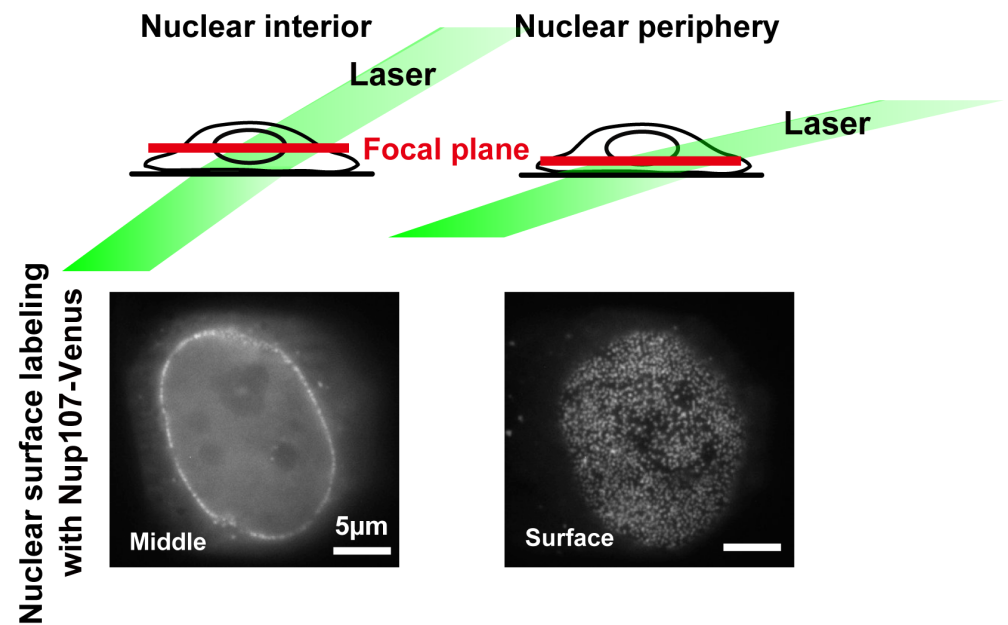 Nuclear interior
Nuclear periphery
Laser
Laser
Focal plane
Nuclear surface labeling
with Nup107-Venus
Middle
5μm
Surface